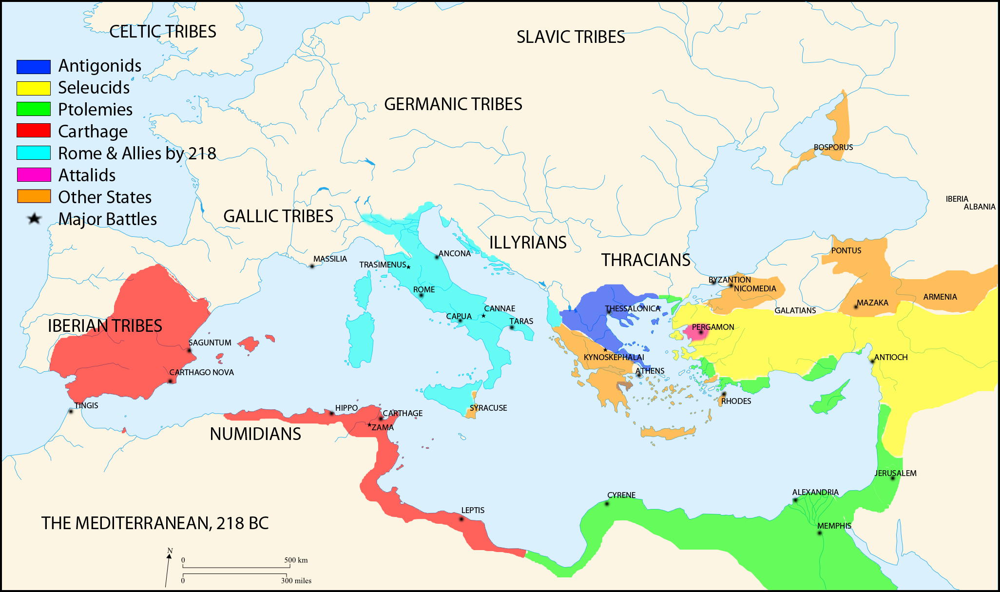 CELTIC TRIBES
SLAVIC TRIBES
Antigonids
Seleucids
Ptolemies
Carthage
Rome & Allies by 218
Attalids
Other States
Major Battles
GERMANIC TRIBES
BOSPORUS
IBERIA
ALBANIA
GALLIC TRIBES
ILLYRIANS
THRACIANS
PONTUS
MASSILIA
ANCONA
TRASIMENUS
ROME
BYZANTION
NICOMEDIA
ARMENIA
MAZAKA
GALATIANS
THESSALONICA
CANNAE
CAPUA
TARAS
IBERIAN TRIBES
PERGAMON
SAGUNTUM
KYNOSKEPHALAI
ANTIOCH
CARTHAGO NOVA
ATHENS
TINGIS
HIPPO
CARTHAGE
SYRACUSE
RHODES
ZAMA
NUMIDIANS
JERUSALEM
CYRENE
ALEXANDRIA
LEPTIS
MEMPHIS
THE MEDITERRANEAN, 218 BC
N
0 500 km
0 300 miles